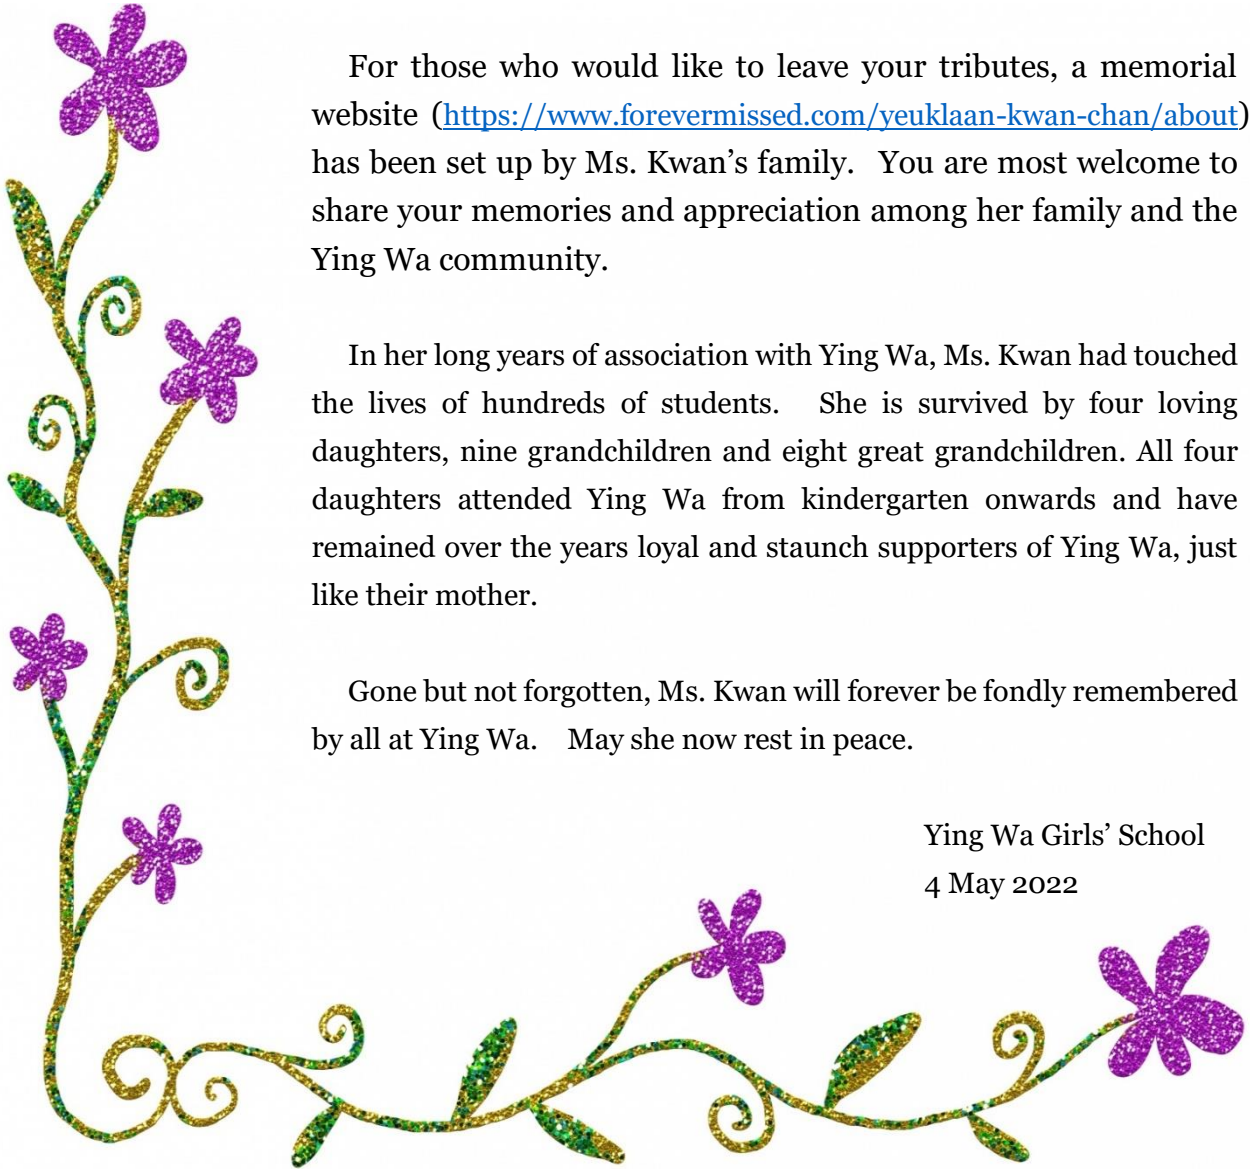 For those who would like to leave your tributes, a memorial
website (https://www.forevermissed.com/yeuklaan-kwan-chan/about)
has been set up by Ms. Kwan’s family. You are most welcome to
share your memories and appreciation among her family and the
Ying Wa community.
In her long years of association with Ying Wa, Ms. Kwan had touched
the lives of hundreds of students. She is survived by four loving
daughters, nine grandchildren and eight great grandchildren. All four
daughters attended Ying Wa from kindergarten onwards and have
remained over the years loyal and staunch supporters of Ying Wa, just
like their mother.
Gone but not forgotten, Ms. Kwan will forever be fondly remembered
by all at Ying Wa. May she now rest in peace.
Ying Wa Girls’ School
4 May 2022